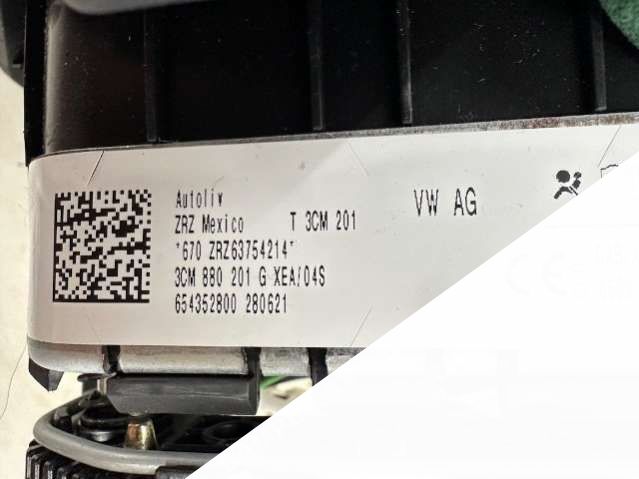 Autoliv
ZRZ Mexico T 3CM 201 VW AG
*670 ZRZ63754214*
3CM 880 201 G XEA/04S
654352800 280621